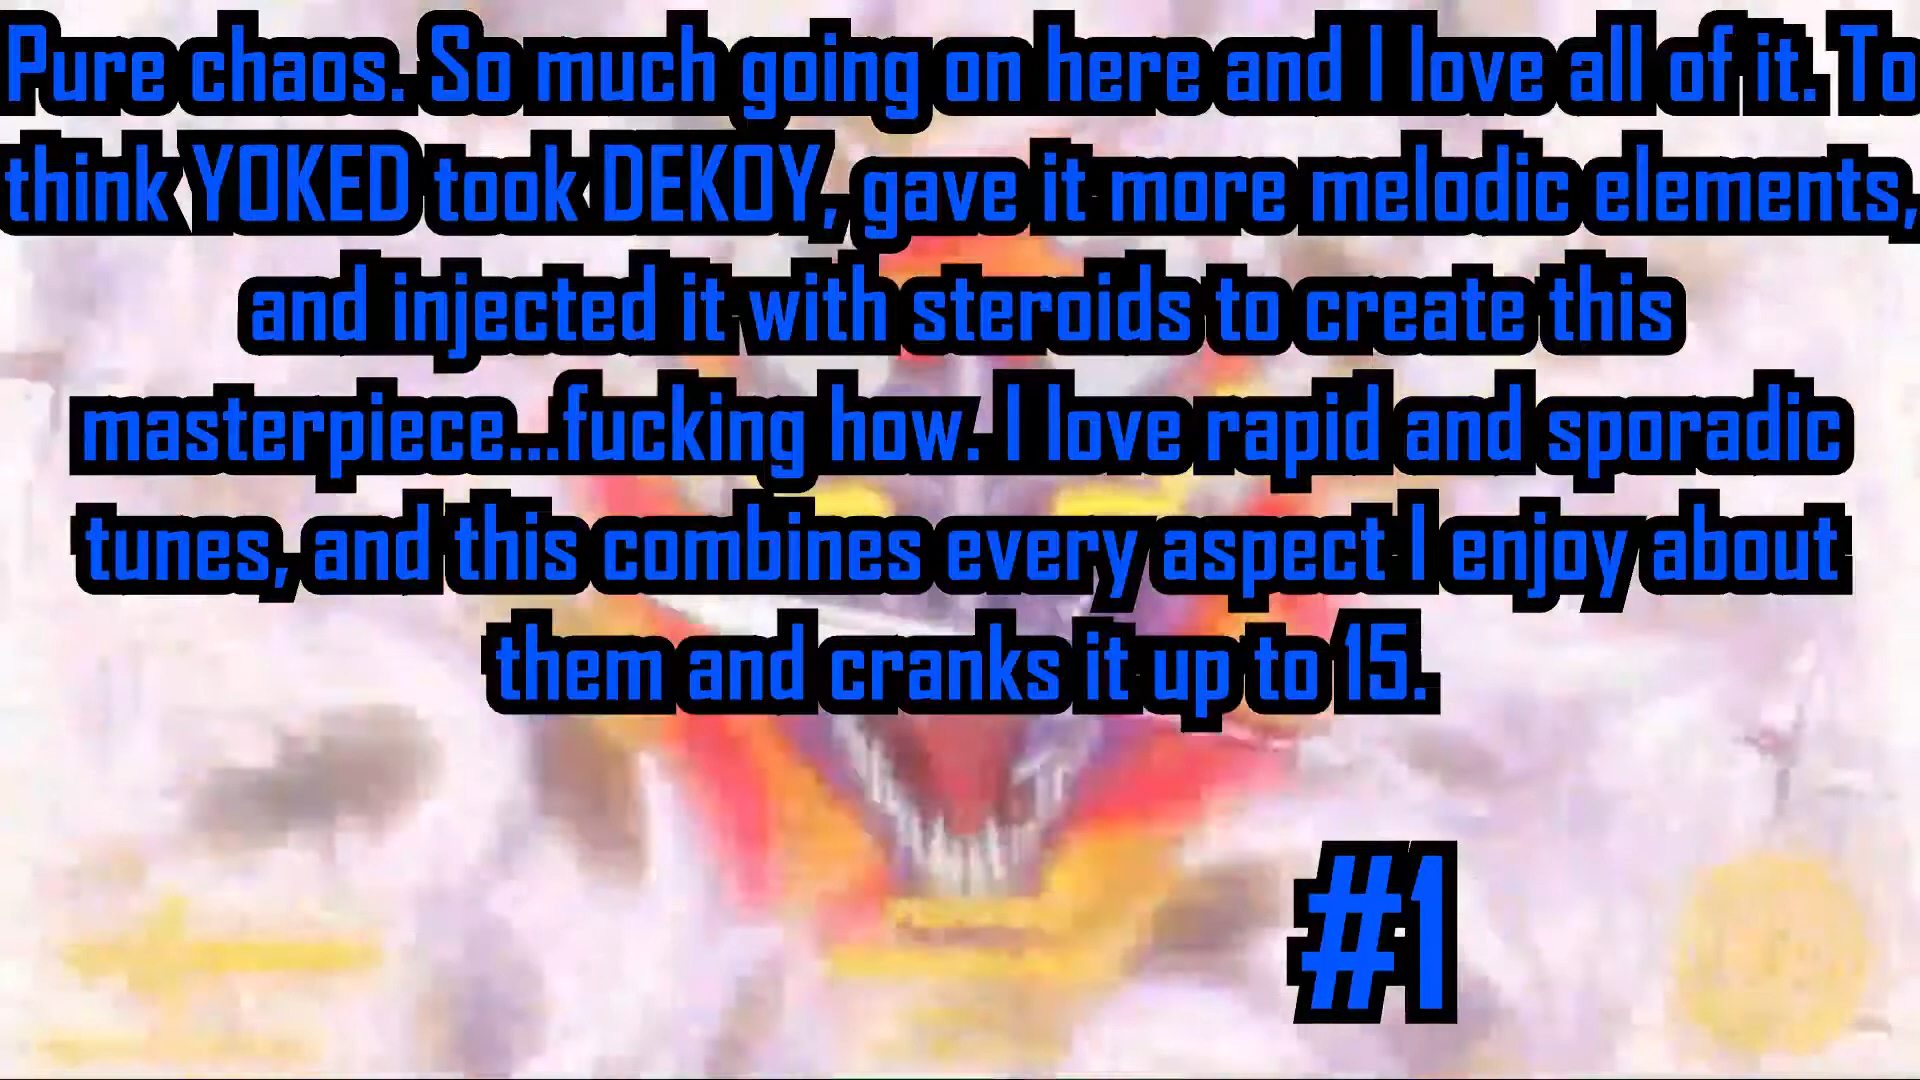 Pure chaos. So much going on here and I love all of it. To
think YOKED took DEKOY, gave it more melodic elements,
and injected it with steroids to create this
masterpiece...fucking how. I love rapid and sporadic
tunes, and this combines every aspect I enjoy about
them and cranks it up to 15.
#1